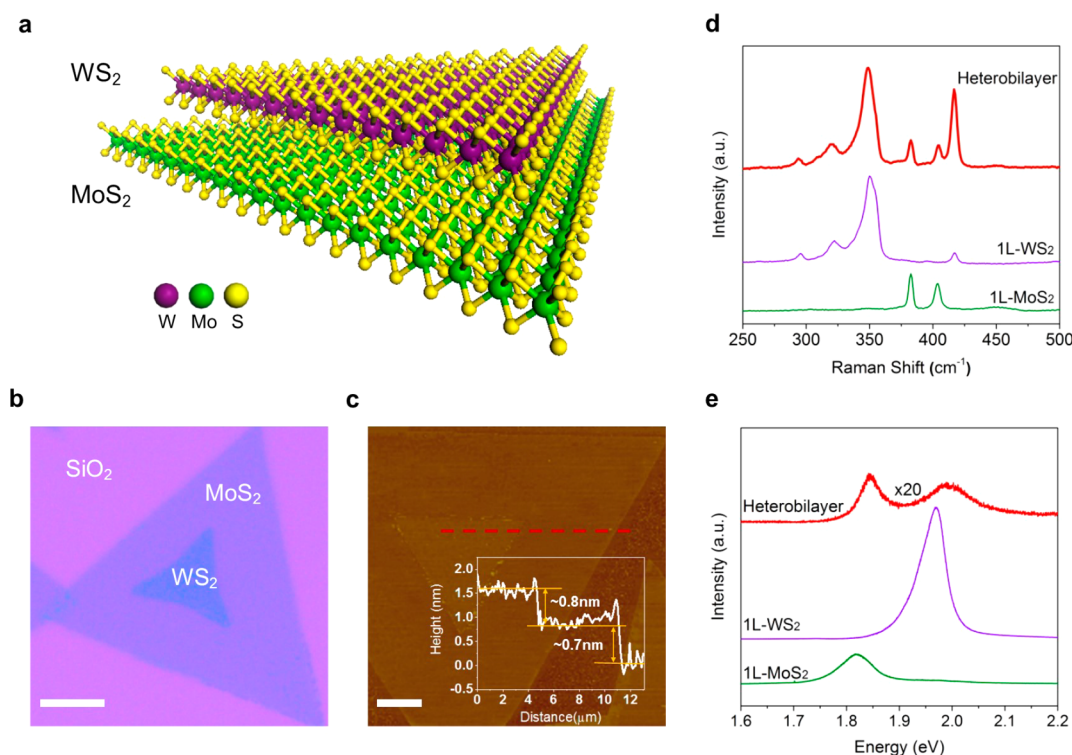 a
WS₂
MoS₂
W Mo S
b
SiO₂
MoS₂
WS₂
c
Height (nm)
2.0
1.5
1.0
0.5
0.0
-0.5
~0.8nm
~0.7nm
0 2 4 6 8 10 12
Distance(μm)
d
Intensity (a.u.)
Heterobilayer
1L-WS₂
1L-MoS₂
250 300 350 400 450 500
Raman Shift (cm⁻¹)
e
Intensity (a.u.)
Heterobilayer
x20
1L-WS₂
1L-MoS₂
1.6 1.7 1.8 1.9 2.0 2.1 2.2
Energy (eV)